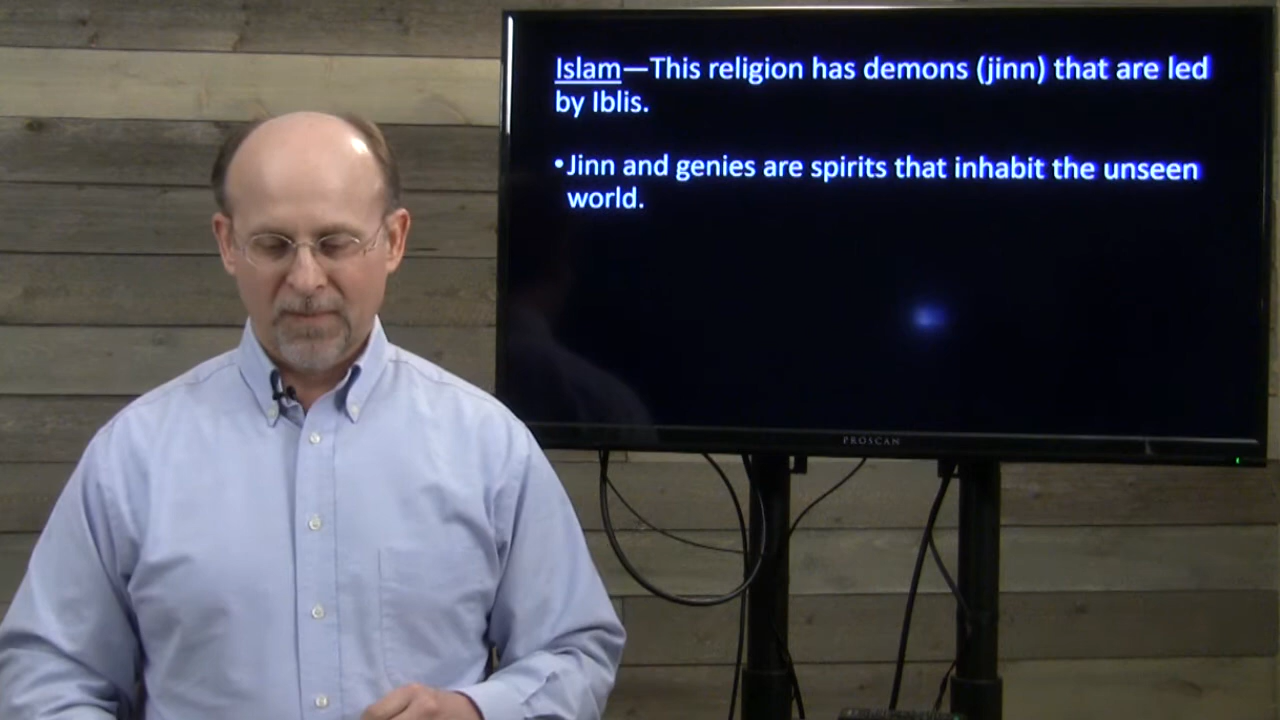 Islam—This religion has demons (jinn) that are led
by Iblis.
•Jinn and genies are spirits that inhabit the unseen
world.
PROSCAN